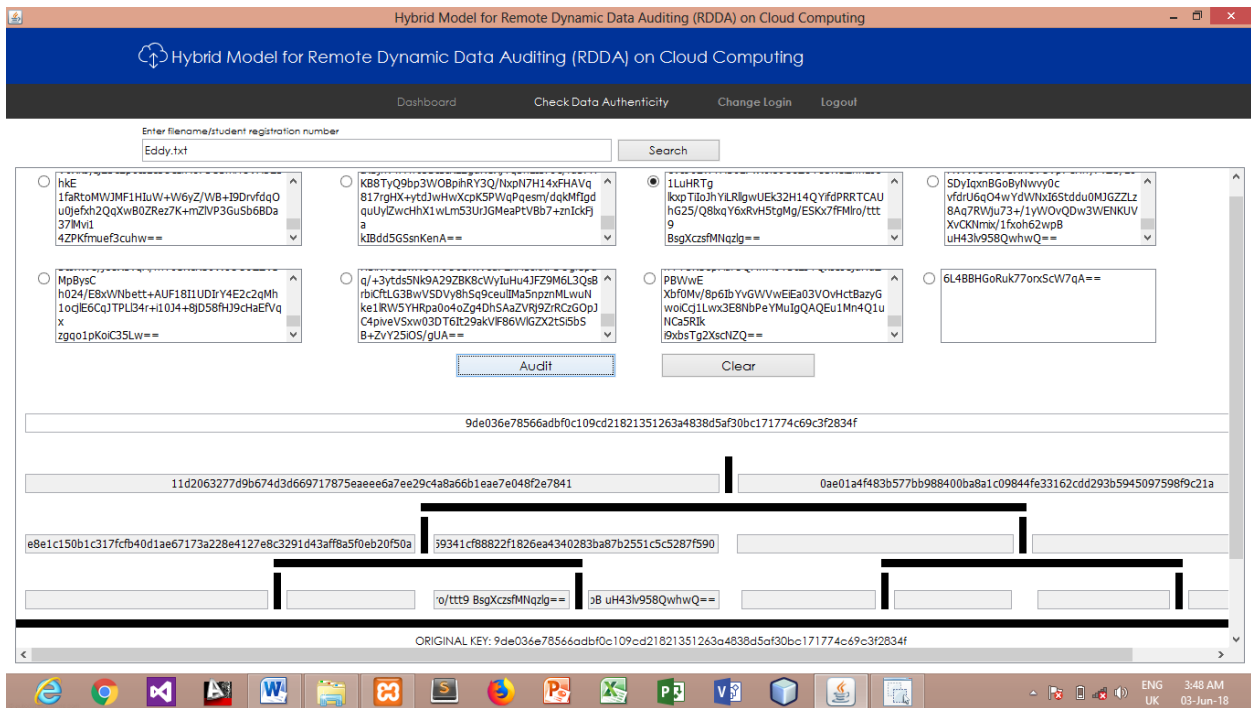 Hybrid Model for Remote Dynamic Data Auditing (RDDA) on Cloud Computing
Hybrid Model for Remote Dynamic Data Auditing (RDDA) on Cloud Computing
Dashboard Check Data Authenticity Change Login Logout
Enter filename/student registration number
Eddy.txt Search
hkE
1faRtoMWJMF1HIuW+W6yZ/WB+I9Drvfdq0
u0jefxh2QqXwB0ZRez7K+mZlVP3GuSb6BDa
37lMvi1
4ZPKfmuef3cuhw==
KB8TyQ9bp3WOBpihRY3Q/NxpN7H14xFHAVq
817rgHX+ytdJwHwXcpK5PWqPqesm/dqkMfIgd
quUylZwcHhX1wLm53UrJGMeaPtVBb7+znIckFj
a
kIBdd5GSsnKenA==
1LuHRTg
lkxpTiIoJhYiLRllgwUEk32H14QYifdPRRTCAU
hG25/Q8lxqY6xRvH5tgMg/ESKx7fFMlro/ttt
9
BsgXczsfMNqzlg==
SDyIqxnBGoByNwvy0c
vfdrU6qO4wYdWNxI6Stddu0MJGZZLz
8Aq7RWju73+/1yWOvQDw3WENKUV
XvCKNmix/1fxoh62wpB
uH43lv958QwhwQ==
MpBysC
h024/E8xWNbett+AUF18I1UDIrY4E2c2qMh
1ojlE6CqJTPLl34r+i10J4+8jD58fHJ9cHaEfVq
x
zgqo1pKoiC35Lw==
q/+3ytds5Nk9A29ZBK8cWyIuHu4JFZ9M6L3QsB
rbiCftLG3BwVSDVy8hSq9ceulIMa5npznMLwuN
ke1lRW5YHRpa0o4oZg4DhSAaZVRj9ZrRCzGOpJ
C4piveVSxw03DT6It29akVlF86WlGZX2tSi5bS
B+ZvY25iOS/gUA==
PBWwE
Xbf0Mv/8p6IbYvGWVwEiEa03VOvHctBazyG
woiCcj1Lwx3E8NbPeYMuIgQAQEu1Mn4Q1u
NCa5RIk
i9xbsTg2XscNZQ==
6L4BBHGoRuk77orxScW7qA==
Audit Clear
9de036e78566adbf0c109cd21821351263a4838d5af30bc171774c69c3f2834f
11d2063277d9b674d3d669717875eaeee6a7ee29c4a8a66b1eae7e048f2e7841 0ae01a4f483b577bb988400ba8a1c09844fe33162cdd293b5945097598f9c21a
e8e1c150b1c317fcfb40d1ae67173a228e4127e8c3291d43aff8a5f0eb20f50a 59341cf88822f1826ea4340283ba87b2551c5c5287f590
ro/ttt9 BsgXczsfMNqzlg== pB uH43lv958QwhwQ==
ORIGINAL KEY: 9de036e78566adbf0c109cd21821351263a4838d5af30bc171774c69c3f2834f
ENG 3:48 AM
UK 03-Jun-18